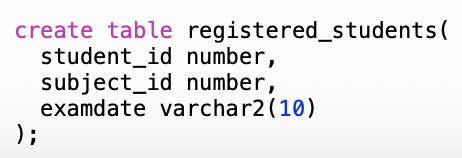 create table registered_students(
  student_id number,
  subject_id number,
  examdate varchar2(10)
);